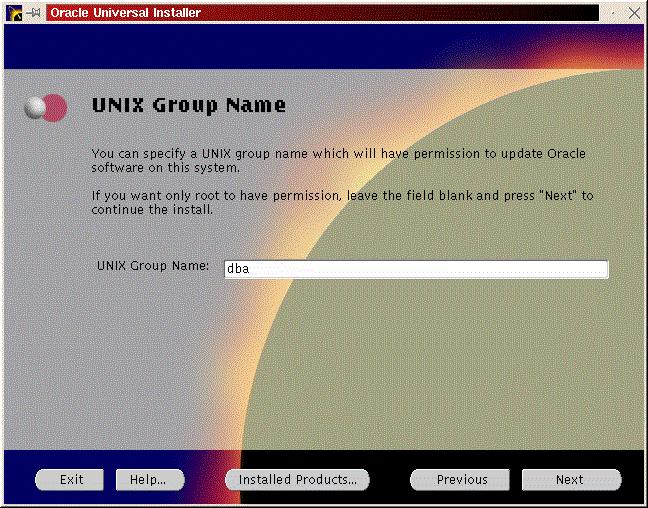 Oracle Universal Installer
UNIX Group Name
You can specify a UNIX group name which will have permission to update Oracle
software on this system.
If you want only root to have permission, leave the field blank and press "Next" to
continue the install.
UNIX Group Name: dba
Exit Help... Installed Products... Previous Next